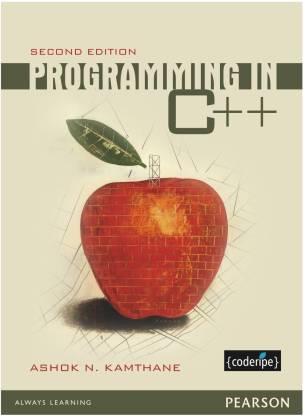 SECOND EDITION
PROGRAMMING IN
C++
ASHOK N. KAMTHANE
{coderipe}
ALWAYS LEARNING
PEARSON